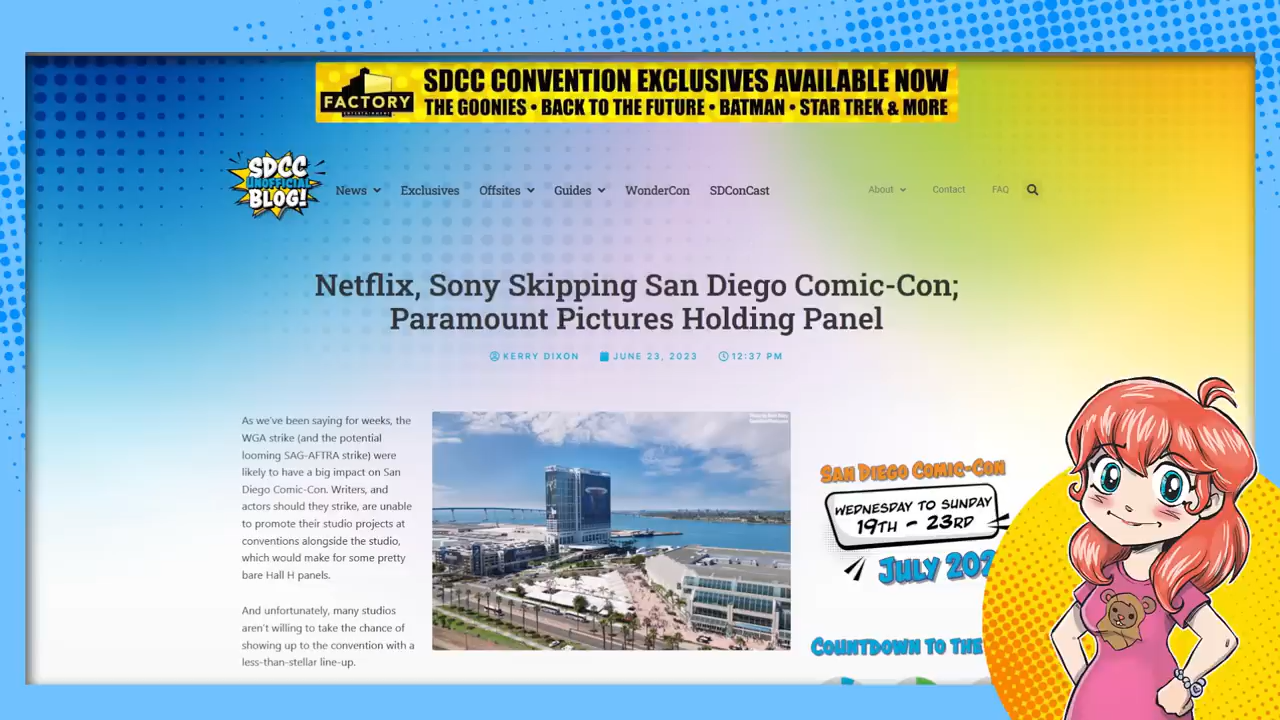 FACTORY
ENTERTAINMENT
SDCC CONVENTION EXCLUSIVES AVAILABLE NOW
THE GOONIES • BACK TO THE FUTURE • BATMAN • STAR TREK & MORE
SDCC
UNOFFICIAL
BLOG!
News Exclusives Offsites Guides WonderCon SDConCast About Contact FAQ
Netflix, Sony Skipping San Diego Comic-Con;
Paramount Pictures Holding Panel
KERRY DIXON JUNE 23, 2023 12:37 PM
As we've been saying for weeks, the
WGA strike (and the potential
looming SAG-AFTRA strike) were
likely to have a big impact on San
Diego Comic-Con. Writers, and
actors should they strike, are unable
to promote their studio projects at
conventions alongside the studio,
which would make for some pretty
bare Hall H panels.
And unfortunately, many studios
aren't willing to take the chance of
showing up to the convention with a
less-than-stellar line-up.
SAN DIEGO COMIC-CON
WEDNESDAY TO SUNDAY
19TH - 23RD
JULY 202
COUNTDOWN TO THE